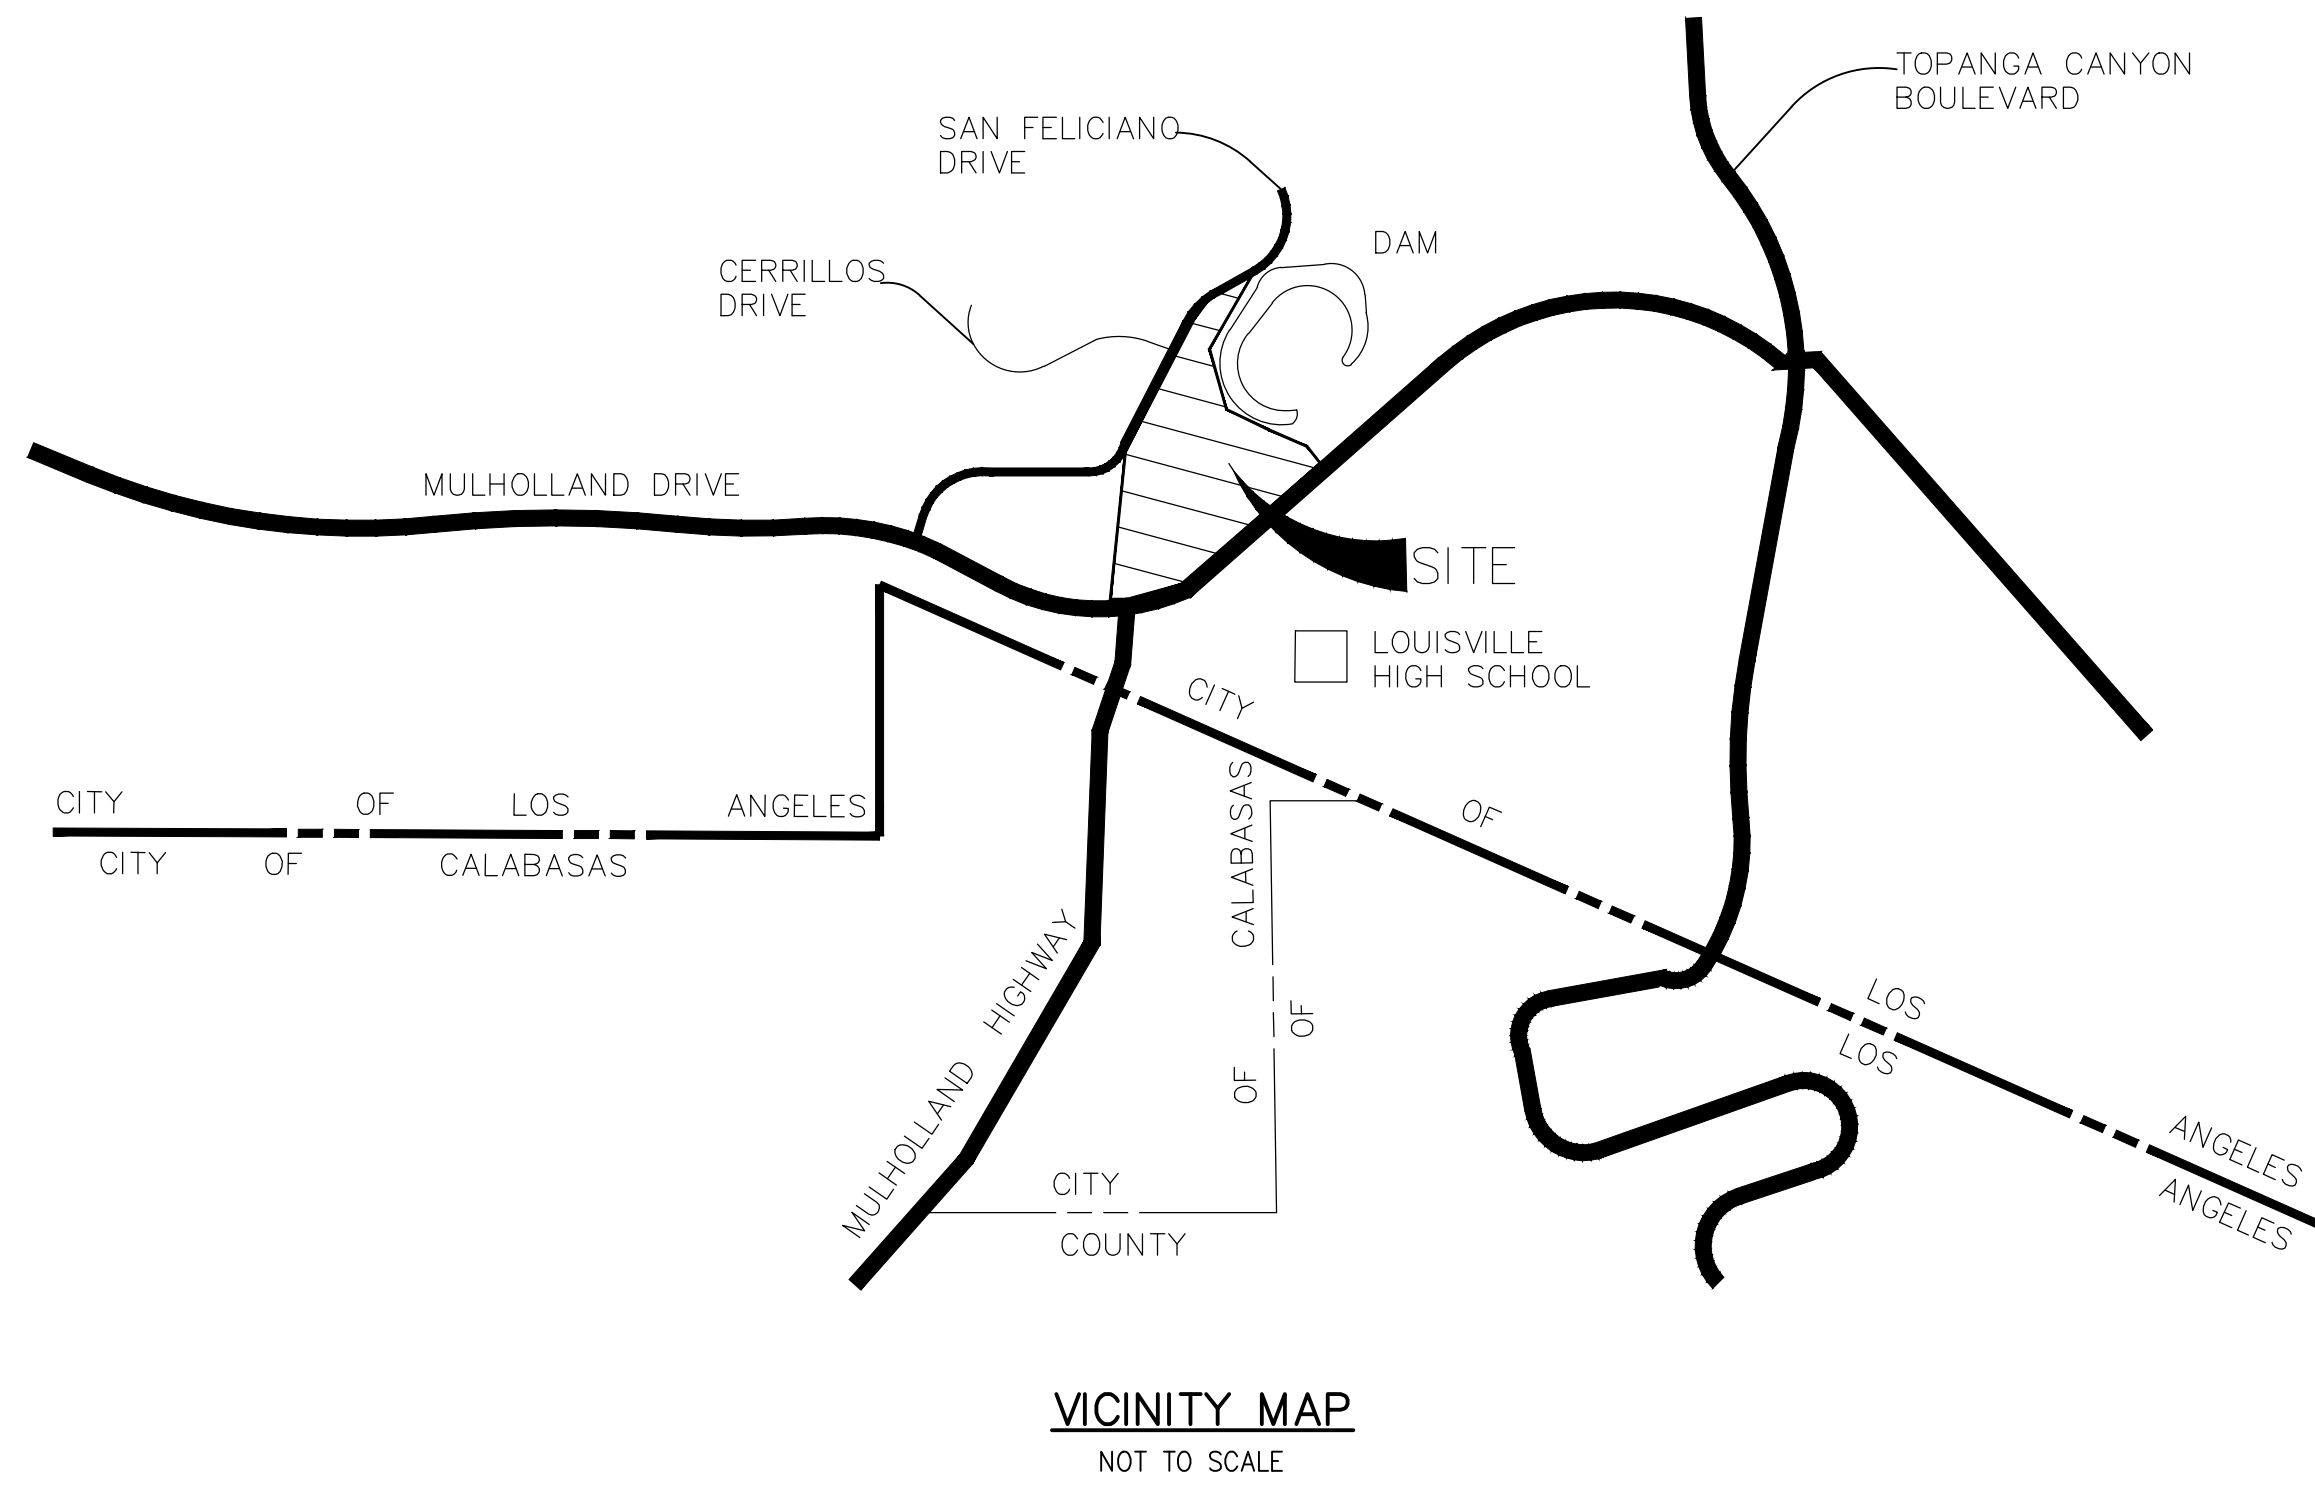 TOPANGA CANYON
BOULEVARD
SAN FELICIANO
DRIVE
DAM
CERRILLOS
DRIVE
MULHOLLAND DRIVE
SITE
LOUISVILLE
HIGH SCHOOL
CITY OF LOS ANGELES
CITY OF LOS ANGELES
CITY OF CALABASAS
CALABASAS
OF
OF
LOS
ANGELES
MULHOLLAND HIGHWAY
CITY
COUNTY
VICINITY MAP
NOT TO SCALE